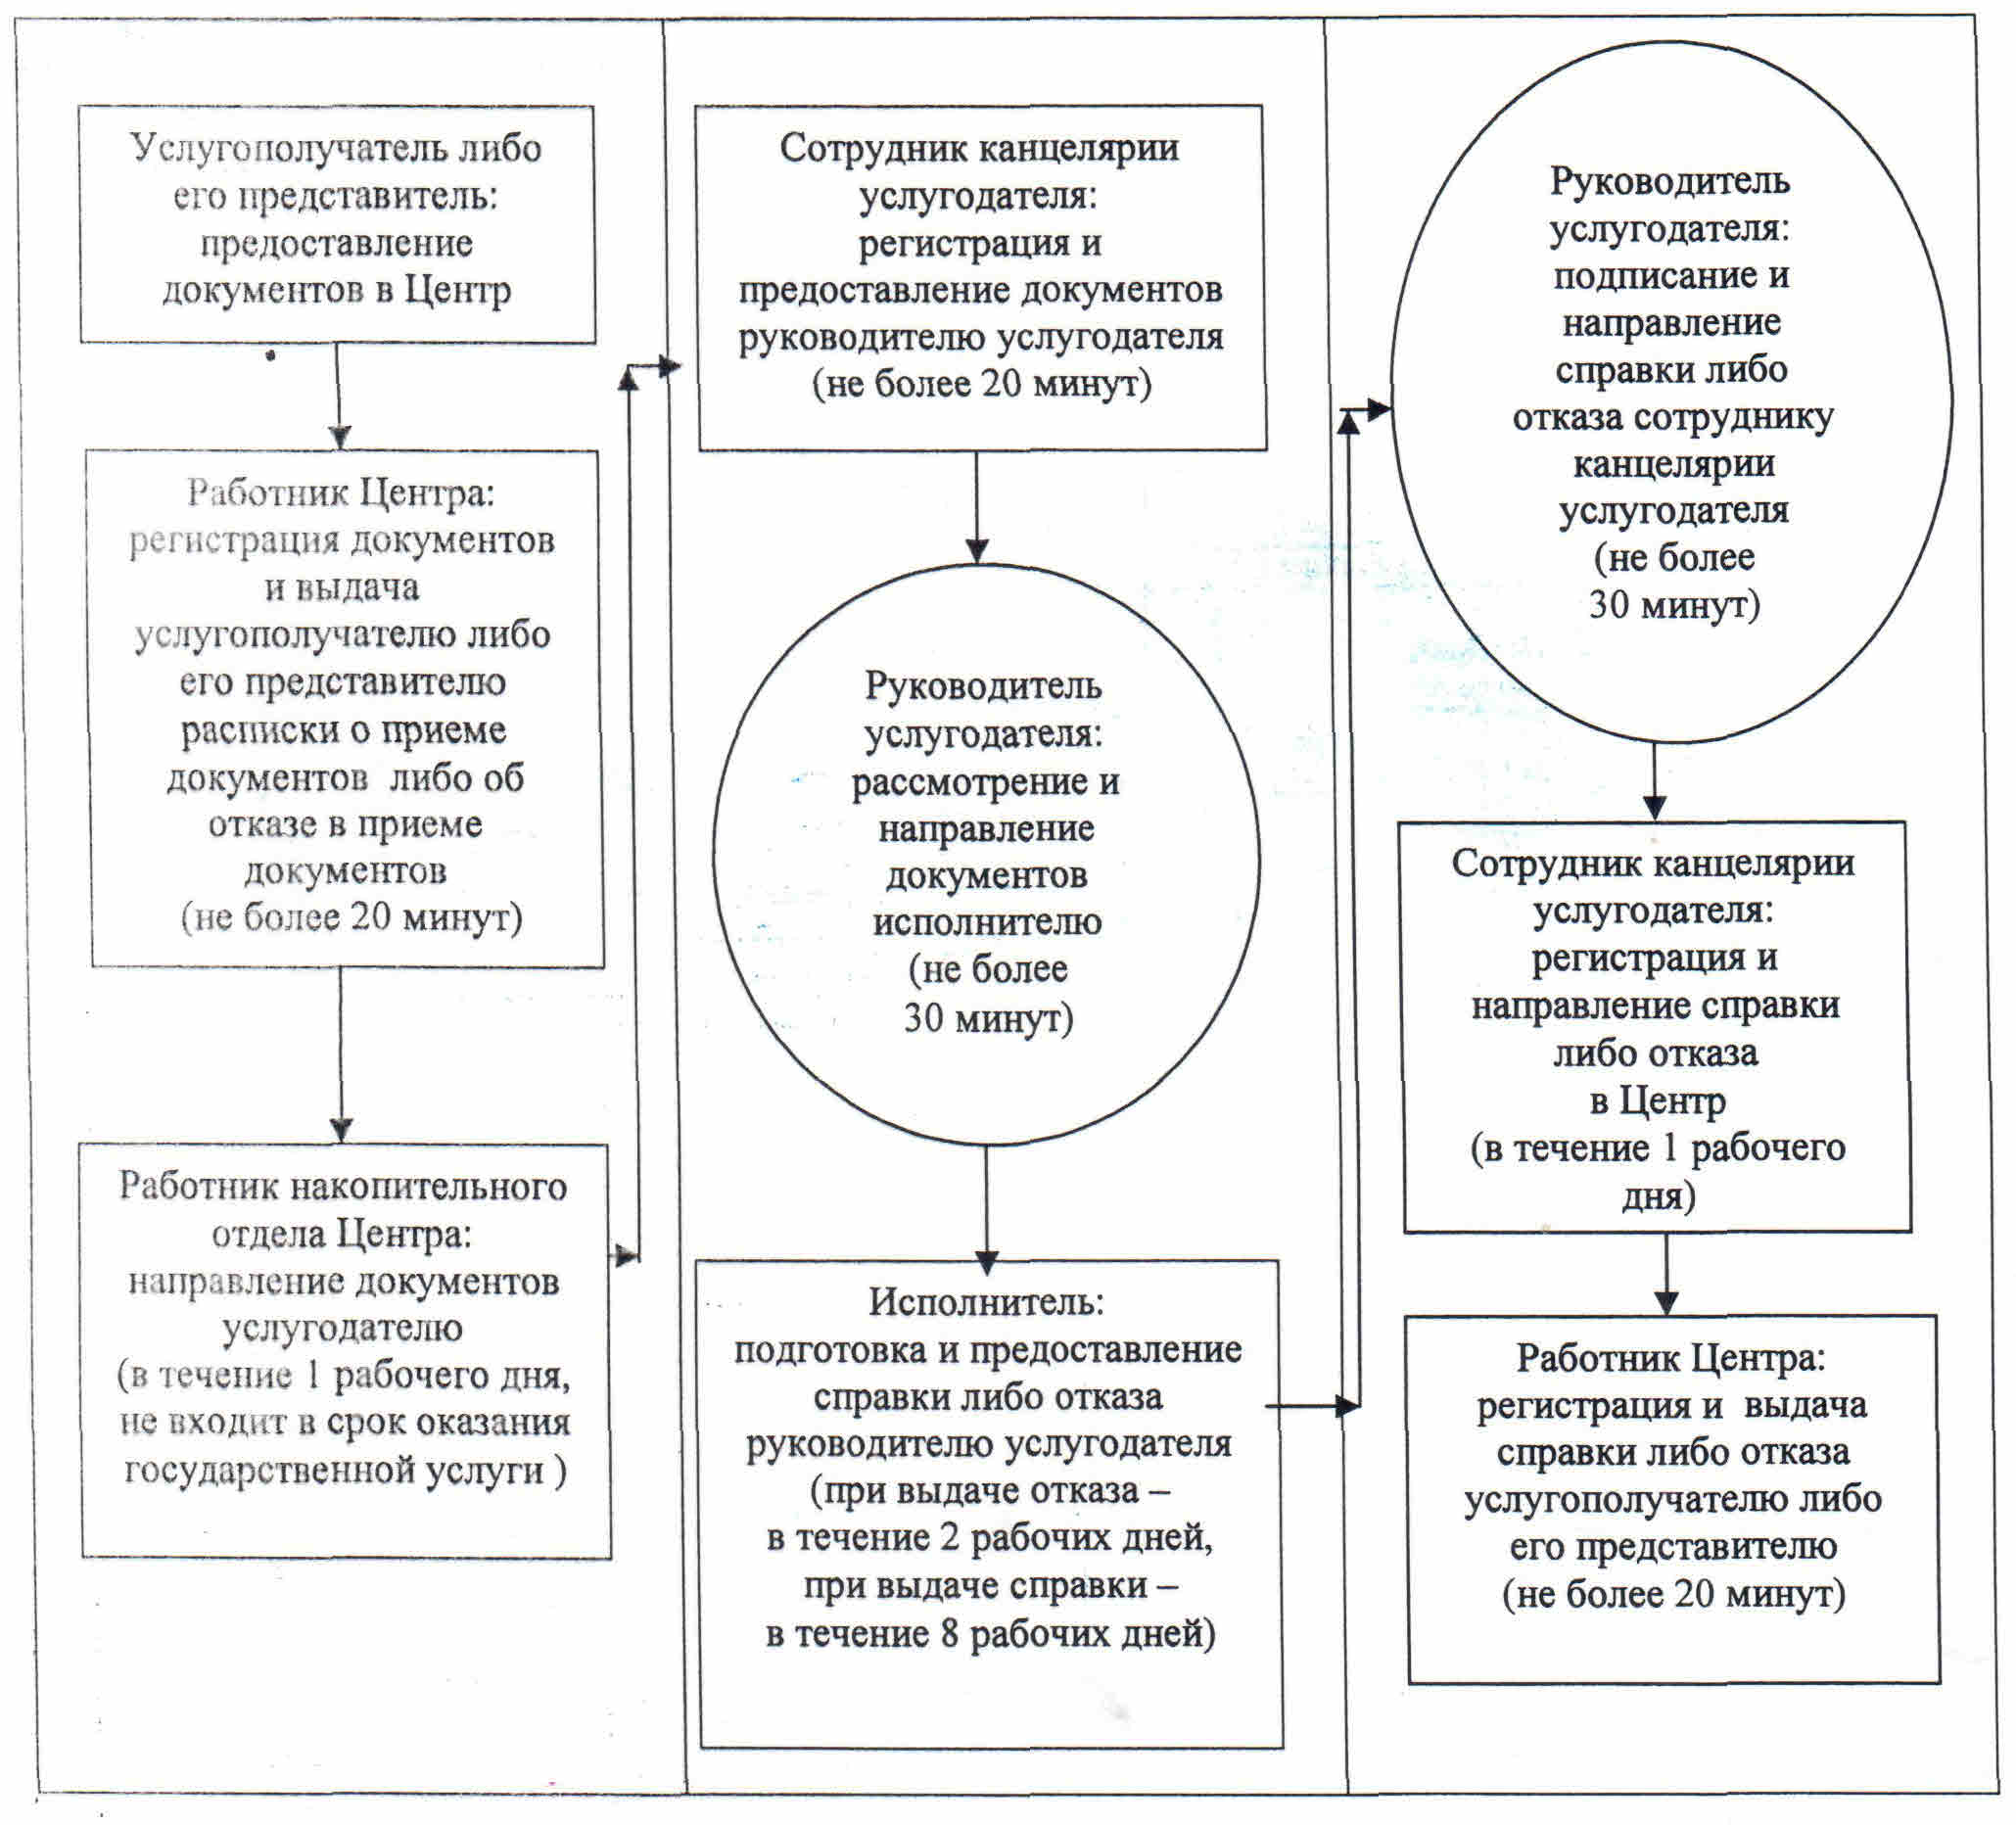 Услугополучатель либо
его представитель:
предоставление
документов в Центр
Работник Центра:
регистрация документов
и выдача
услугополучателю либо
его представителю
расписки о приеме
документов либо об
отказе в приеме
документов
(не более 20 минут)
Работник накопительного
отдела Центра:
направление документов
услугодателю
(в течение 1 рабочего дня,
не входит в срок оказания
государственной услуги )
Сотрудник канцелярии
услугодателя:
регистрация и
предоставление документов
руководителю услугодателя
(не более 20 минут)
Руководитель
услугодателя:
рассмотрение и
направление
документов
исполнителю
(не более
30 минут)
Исполнитель:
подготовка и предоставление
справки либо отказа
руководителю услугодателя
(при выдаче отказа –
в течение 2 рабочих дней,
при выдаче справки –
в течение 8 рабочих дней)
Руководитель
услугодателя:
подписание и
направление
справки либо
отказа сотруднику
канцелярии
услугодателя
(не более
30 минут)
Сотрудник канцелярии
услугодателя:
регистрация и
направление справки
либо отказа
в Центр
(в течение 1 рабочего
дня)
Работник Центра:
регистрация и выдача
справки либо отказа
услугополучателю либо
его представителю
(не более 20 минут)